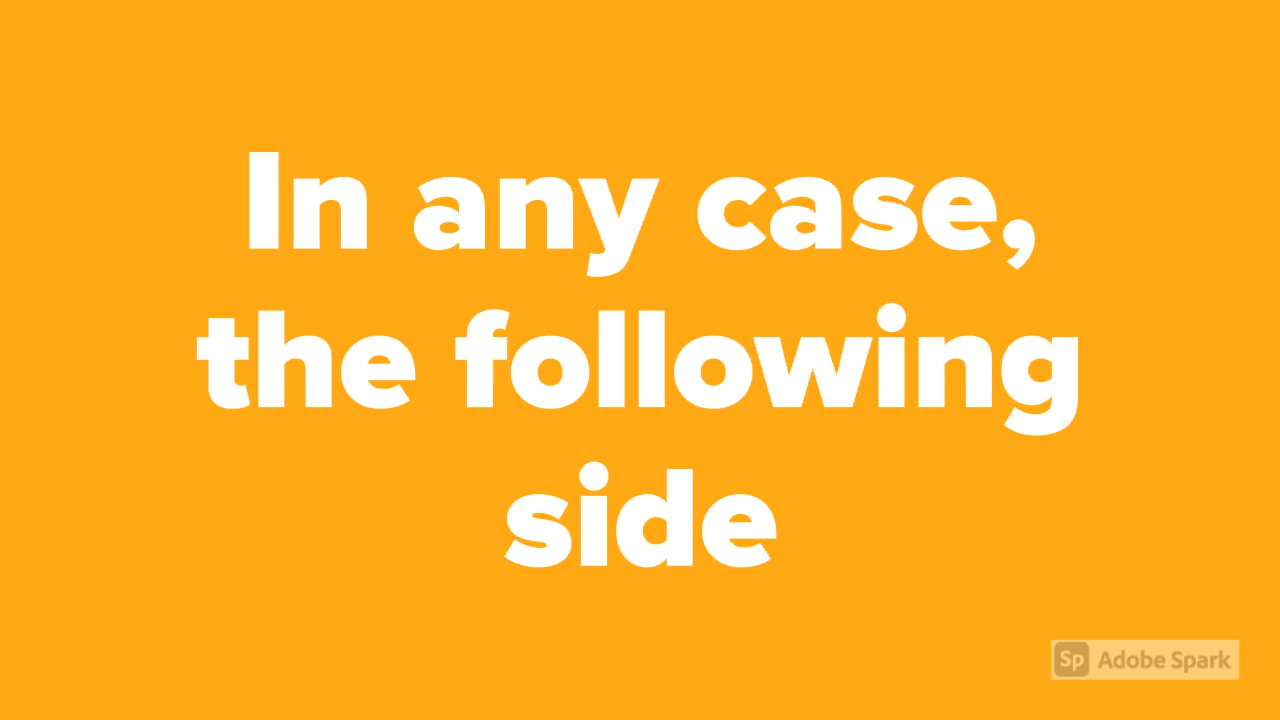 In any case,
the following
side
Sp Adobe Spark